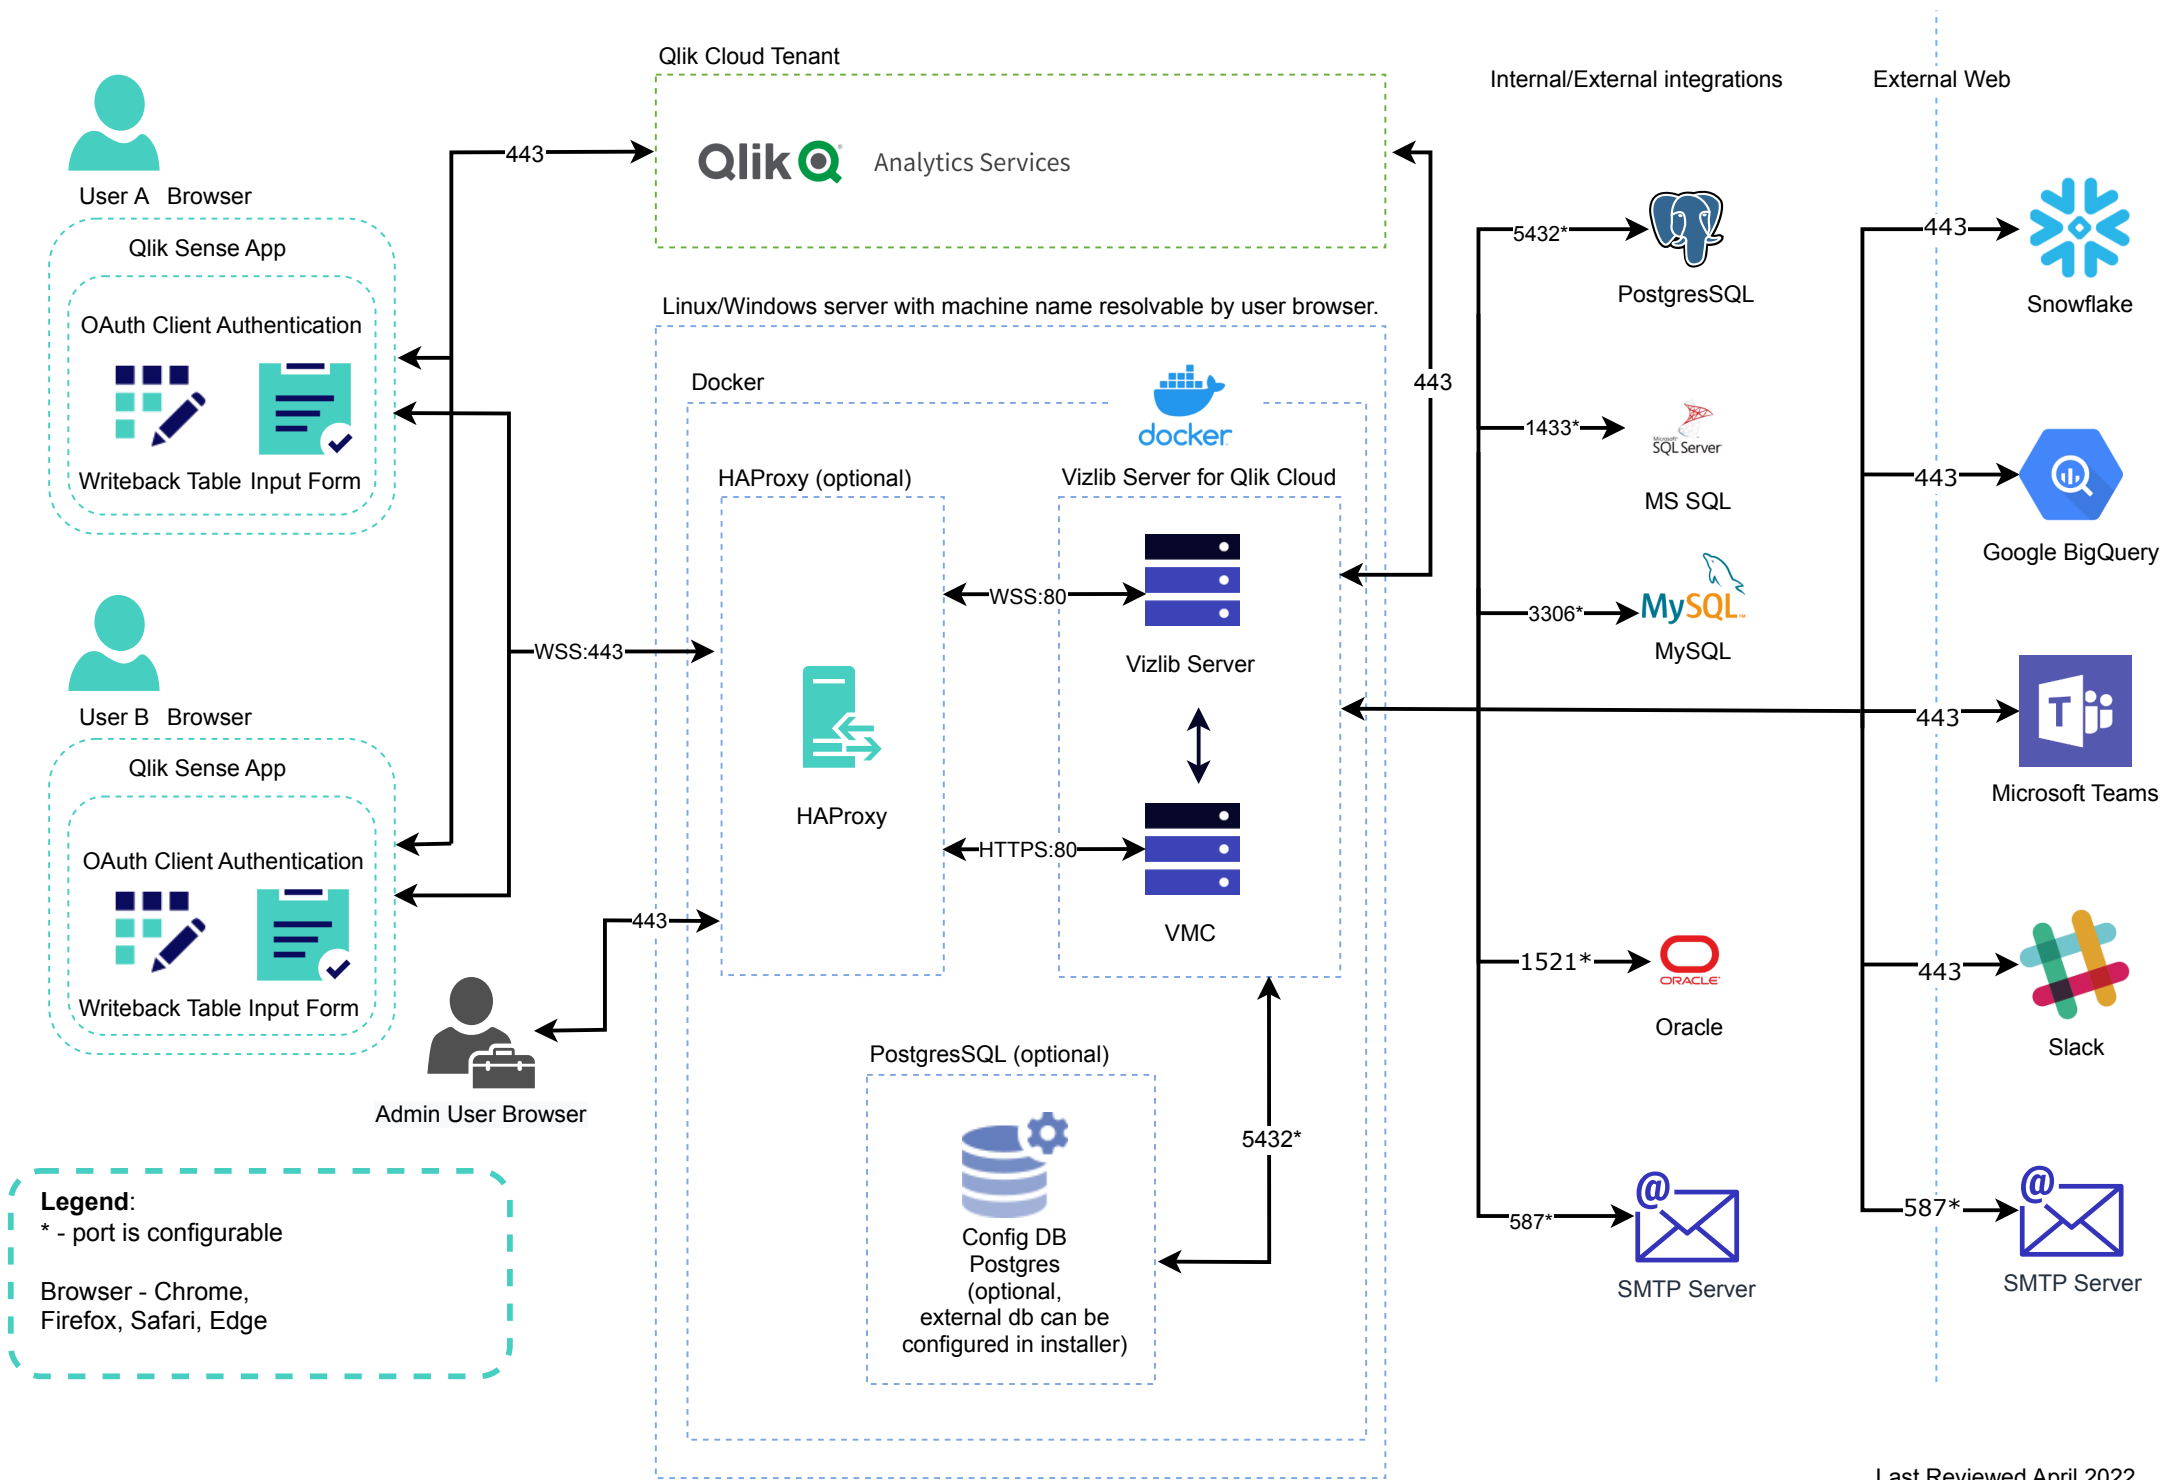 Qlik Cloud Tenant
Internal/External integrations
External Web
443
Qlik
Analytics Services
User A Browser
Qlik Sense App
OAuth Client Authentication
Writeback Table
Input Form
5432*
PostgresSQL
443
Snowflake
Linux/Windows server with machine name resolvable by user browser.
443
Docker
docker
1433*
Microsoft
SQL Server
MS SQL
443
Google BigQuery
HAProxy (optional)
Vizlib Server for Qlik Cloud
WSS:80
Vizlib Server
3306*
MySQL
MySQL
WSS:443
User B Browser
Qlik Sense App
OAuth Client Authentication
Writeback Table
Input Form
443
Microsoft Teams
HAProxy
HTTPS:80
VMC
443
Admin User Browser
1521*
ORACLE
Oracle
443
Slack
PostgresSQL (optional)
5432*
Config DB
Postgres
(optional,
external db can be
configured in installer)
587*
@
SMTP Server
587*
@
SMTP Server
Legend:
* - port is configurable
Browser - Chrome,
Firefox, Safari, Edge
Last Reviewed April 2022